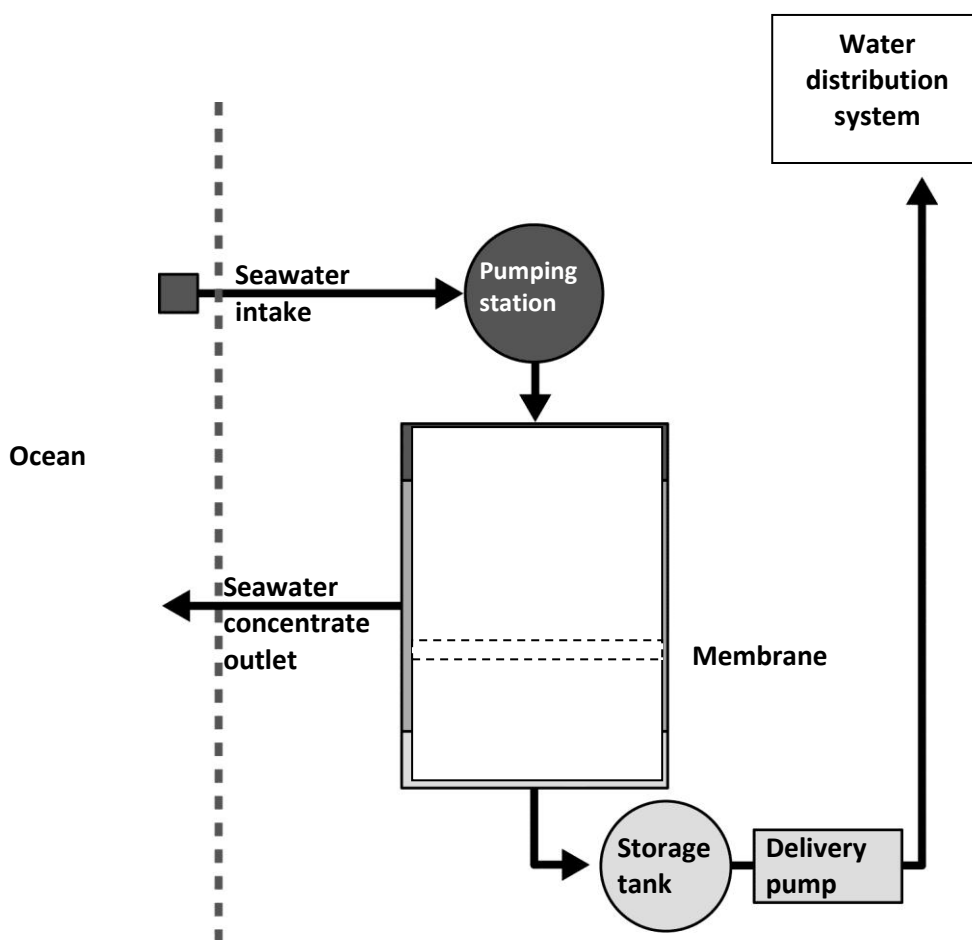 Water
distribution
system
Seawater
intake
Pumping
station
Ocean
Seawater
concentrate
outlet
Membrane
Storage
tank
Delivery
pump